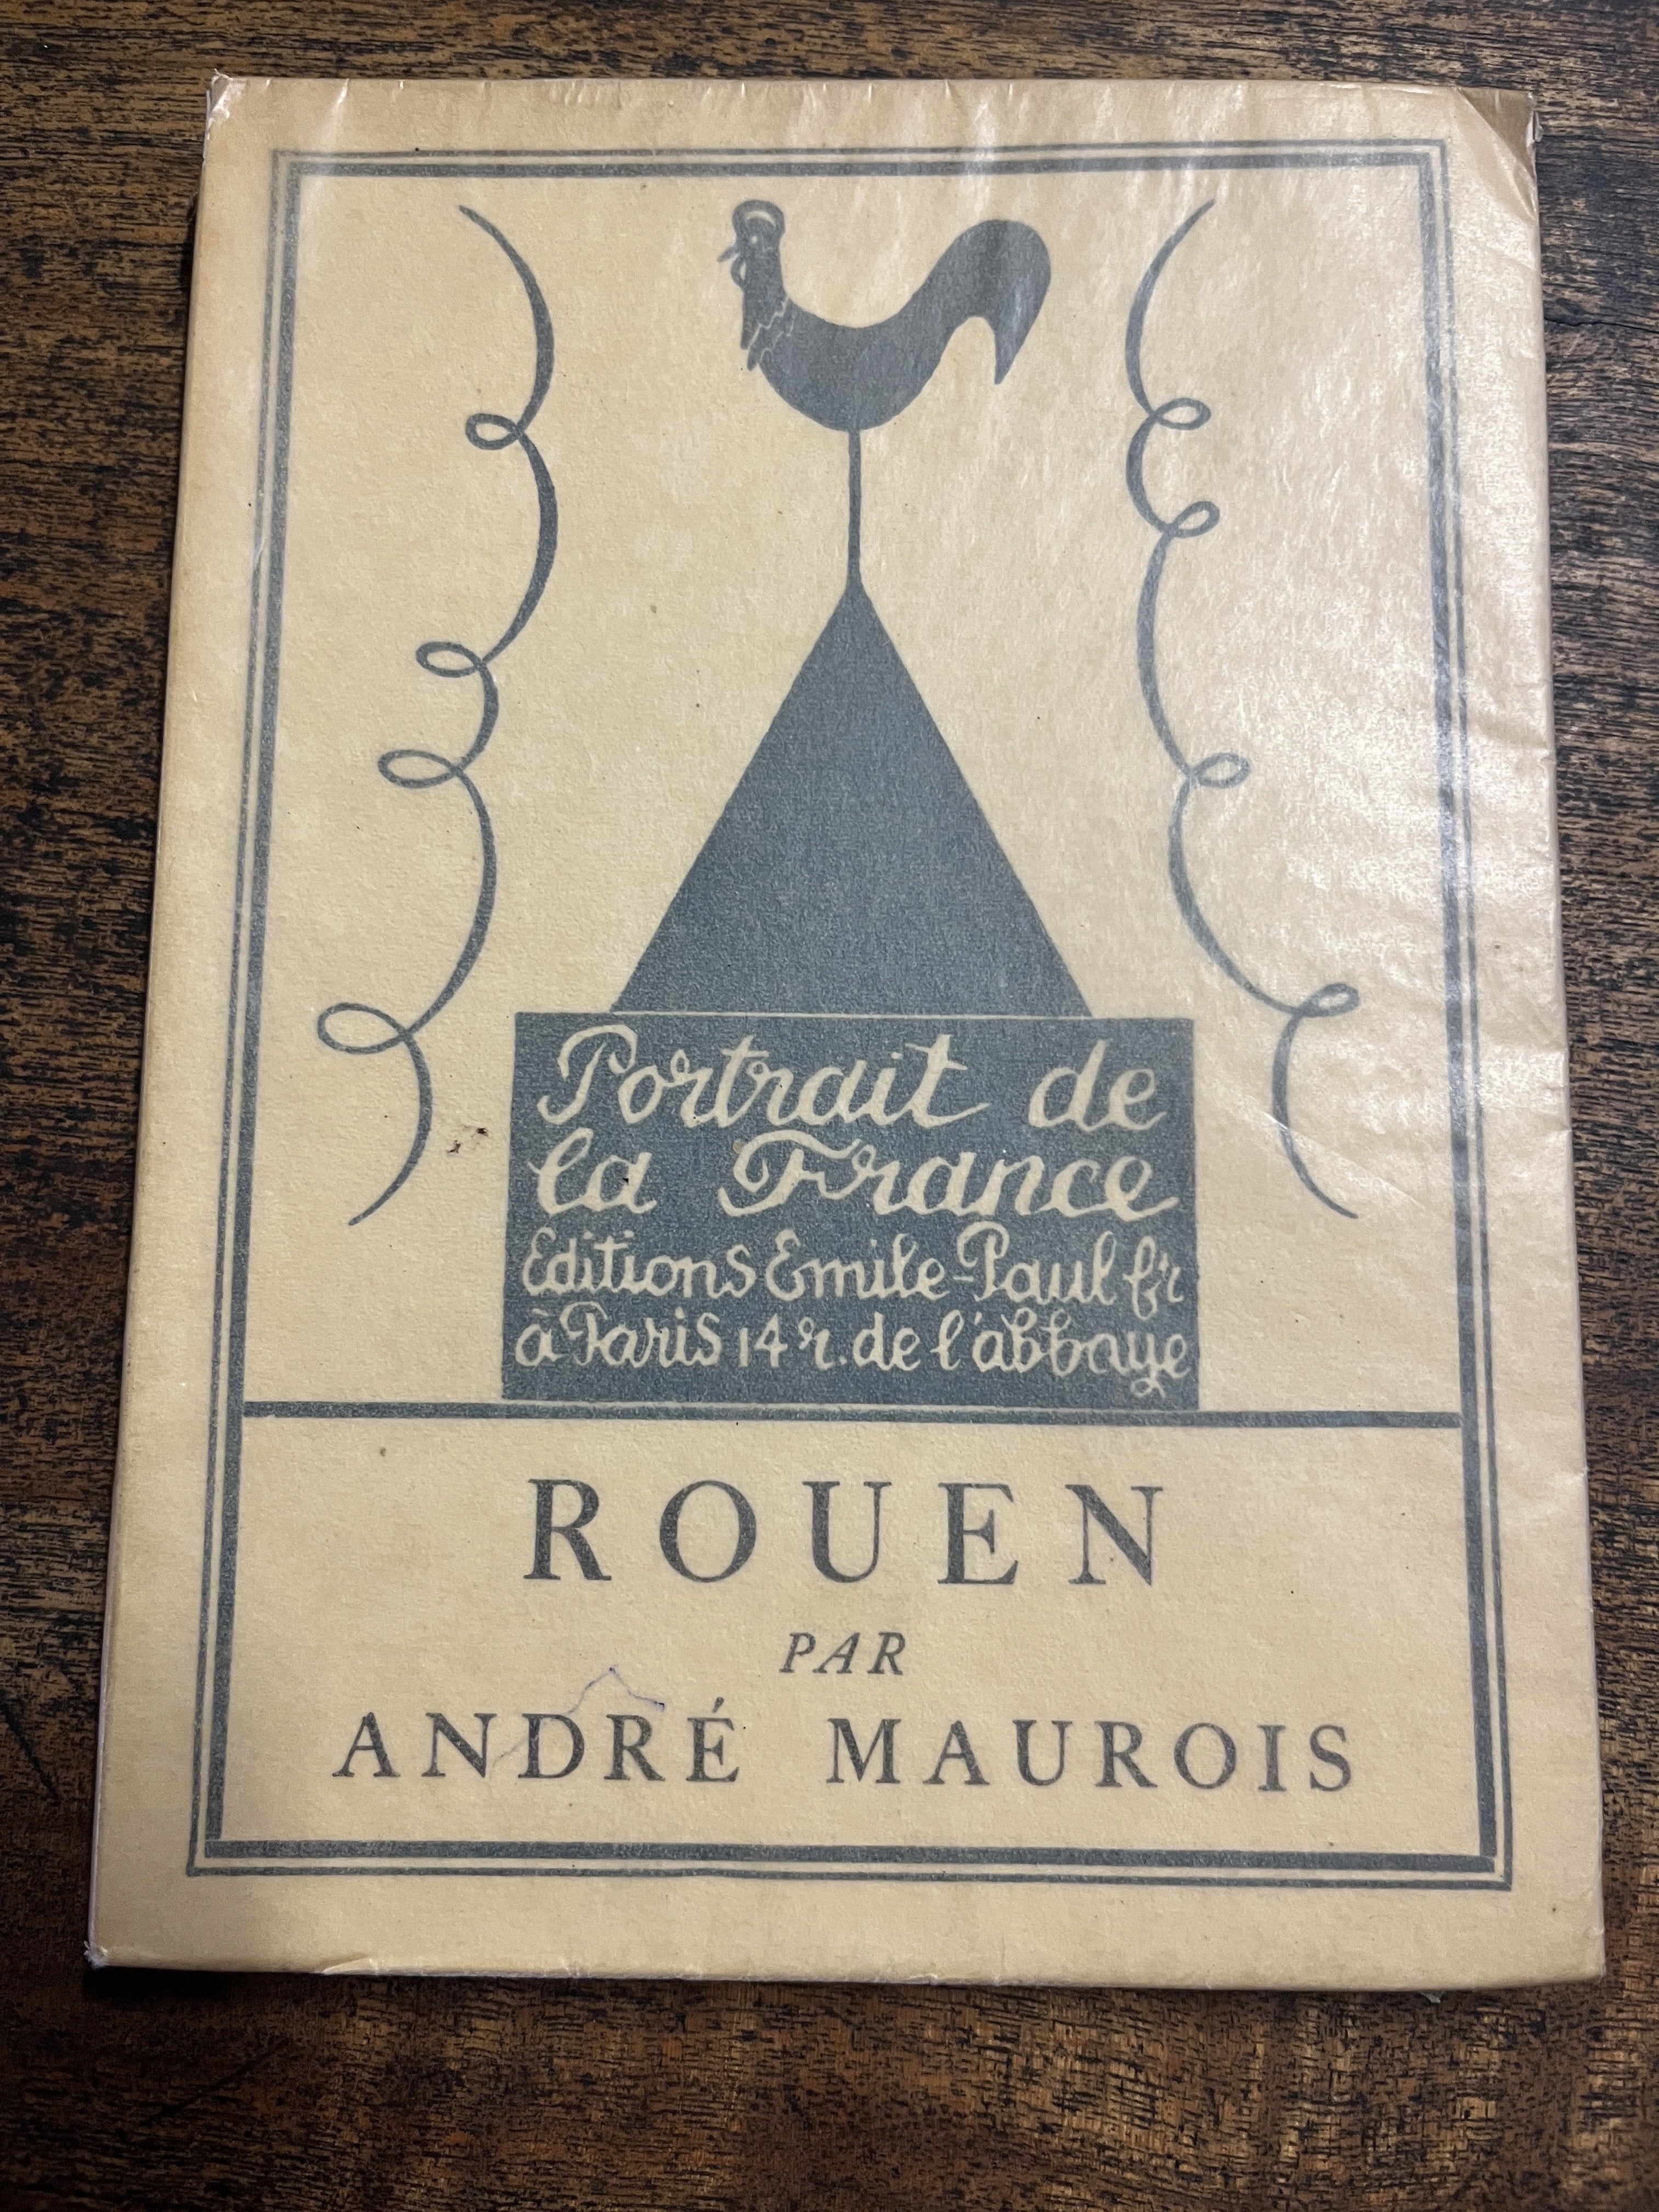 Portrait de
la France
Editions Emile-Paul fr
à Paris 14 r. de l'abbaye
ROUEN
PAR
ANDRÉ MAUROIS